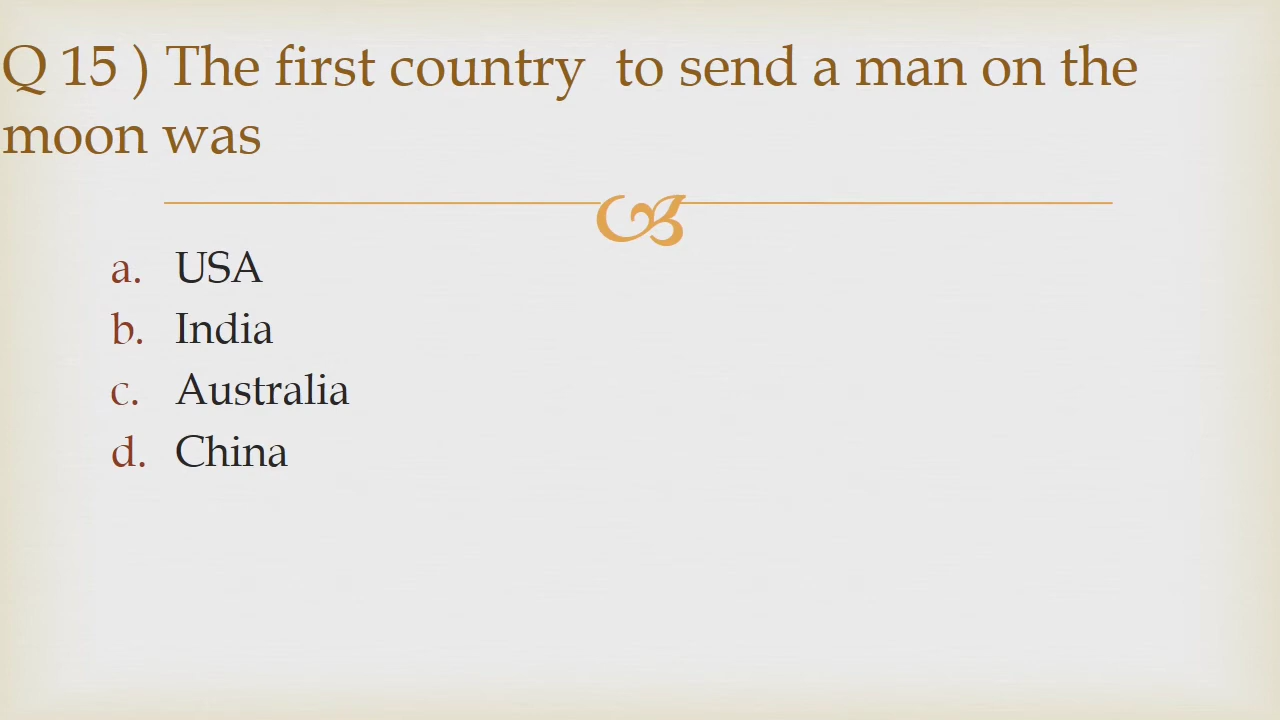 Q 15 ) The first country  to send a man on the
moon was
a. USA
b. India
c. Australia
d. China